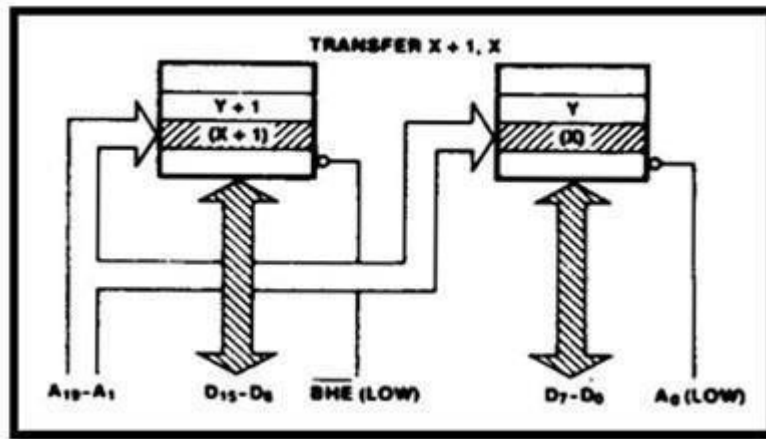 TRANSFER X + 1, X
Y + 1
Y
(X + 1)
(X)
A19-A1
D15-D8
BHE (LOW)
D7-D0
A0 (LOW)